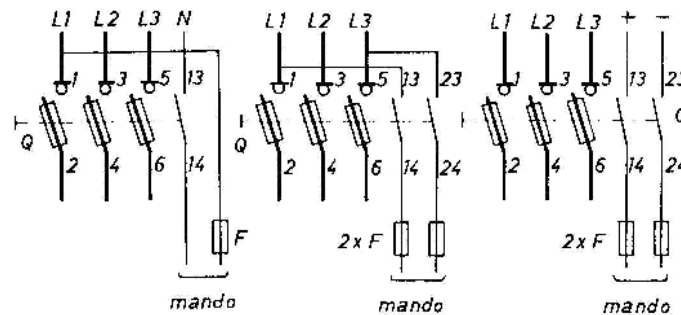 L1 L2 L3 N L1 L2 L3 L1 L2 L3 + -
1 3 5 13 1 3 5 13 23 1 3 5 13 23
Q Q
2 4 6 14 2 4 6 14 24 2 4 6 14 24
F 2 x F 2 x F
mando mando mando